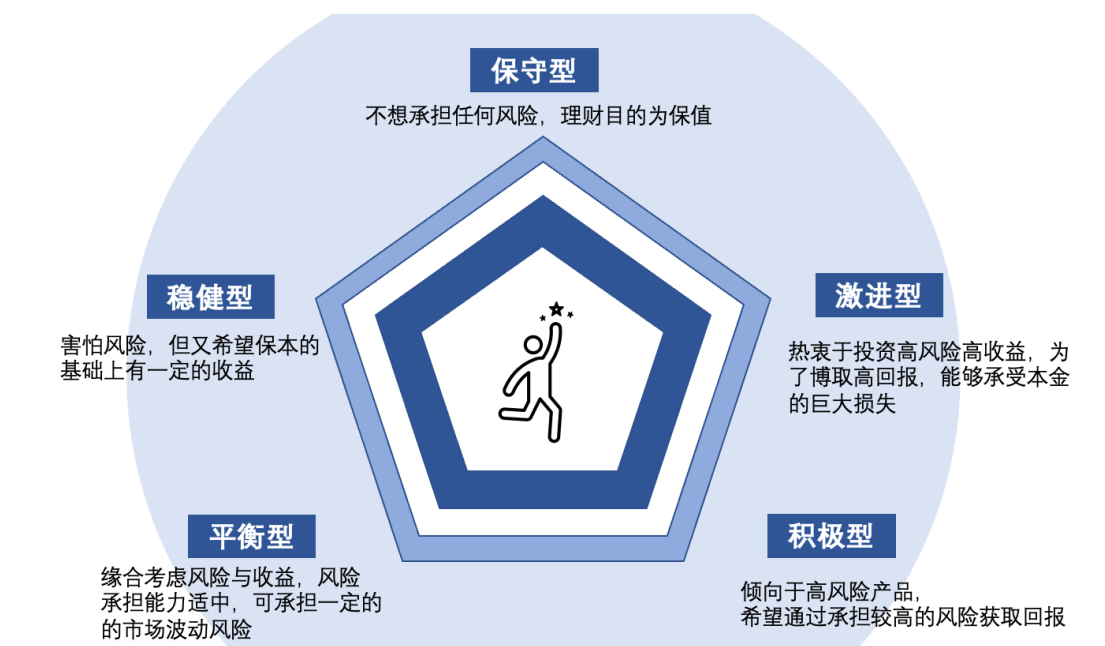 保守型
不想承担任何风险，理财目的为保值
稳健型
害怕风险，但又希望保本的
基础上有一定的收益
激进型
热衷于投资高风险高收益，为
了博取高回报，能够承受本金
的巨大损失
平衡型
缘合考虑风险与收益，风险
承担能力适中，可承担一定的
的市场波动风险
积极型
倾向于高风险产品，
希望通过承担较高的风险获取回报